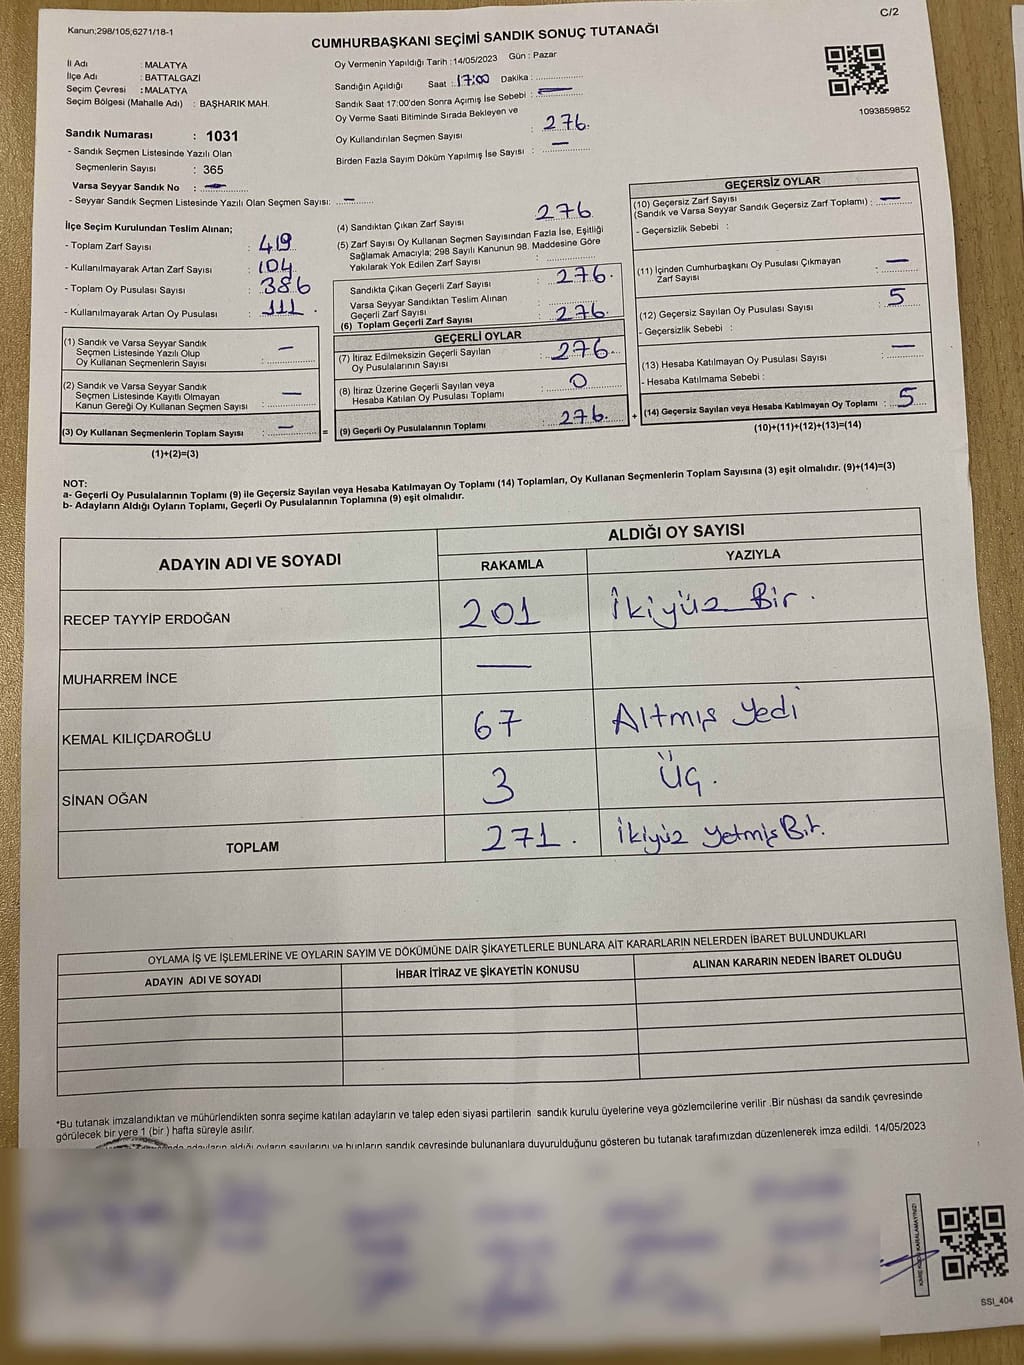 Kanun;298/105;6271/18-1
C/2
CUMHURBAŞKANI SEÇİMİ SANDIK SONUÇ TUTANAĞI
İl Adı : MALATYA
İlçe Adı : BATTALGAZİ
Seçim Çevresi : MALATYA
Seçim Bölgesi (Mahalle Adı) : BAŞHARIK MAH.
Sandık Numarası : 1031
- Sandık Seçmen Listesinde Yazılı Olan
Seçmenlerin Sayısı : 365
Varsa Seyyar Sandık No : —
- Seyyar Sandık Seçmen Listesinde Yazılı Olan Seçmen Sayısı: —
Oy Vermenin Yapıldığı Tarih :14/05/2023 Gün : Pazar
Sandığın Açıldığı Saat : 17:00 Dakika :
Sandık Saat 17:00'den Sonra Açımış İse Sebebi : —
Oy Verme Saati Bitiminde Sırada Bekleyen ve
Oy Kullandırılan Seçmen Sayısı : 276.
Birden Fazla Sayım Döküm Yapılmış İse Sayısı : —
1093859852
İlçe Seçim Kurulundan Teslim Alınan;
- Toplam Zarf Sayısı : 419
- Kullanılmayarak Artan Zarf Sayısı : 104
- Toplam Oy Pusulası Sayısı : 386
- Kullanılmayarak Artan Oy Pusulası : 111.
(1) Sandık ve Varsa Seyyar Sandık
Seçmen Listesinde Yazılı Olup
Oy Kullanan Seçmenlerin Sayısı : —
(2) Sandık ve Varsa Seyyar Sandık
Seçmen Listesinde Kayıtlı Olmayan
Kanun Gereği Oy Kullanan Seçmen Sayısı : —
(3) Oy Kullanan Seçmenlerin Toplam Sayısı : — =
(1)+(2)=(3)
(4) Sandıktan Çıkan Zarf Sayısı 276
(5) Zarf Sayısı Oy Kullanan Seçmen Sayısından Fazla İse, Eşitliği
Sağlamak Amacıyla; 298 Sayılı Kanunun 98. Maddesine Göre
Yakılarak Yok Edilen Zarf Sayısı :
Sandıkta Çıkan Geçerli Zarf Sayısı : 276.
Varsa Seyyar Sandıktan Teslim Alınan
Geçerli Zarf Sayısı :
(6) Toplam Geçerli Zarf Sayısı : 276.
GEÇERLİ OYLAR
(7) İtiraz Edilmeksizin Geçerli Sayılan
Oy Pusulalarının Sayısı : 276.
(8) İtiraz Üzerine Geçerli Sayılan veya
Hesaba Katılan Oy Pusulası Toplamı : 0
(9) Geçerli Oy Pusulalarının Toplamı : 276. +
GEÇERSİZ OYLAR
(10) Geçersiz Zarf Sayısı
(Sandık ve Varsa Seyyar Sandık Geçersiz Zarf Toplamı) : —
- Geçersizlik Sebebi :
(11) İçinden Cumhurbaşkanı Oy Pusulası Çıkmayan
Zarf Sayısı : —
(12) Geçersiz Sayılan Oy Pusulası Sayısı : 5
- Geçersizlik Sebebi :
(13) Hesaba Katılmayan Oy Pusulası Sayısı : —
- Hesaba Katılmama Sebebi :
(14) Geçersiz Sayılan veya Hesaba Katılmayan Oy Toplamı : 5
(10)+(11)+(12)+(13)=(14)
NOT:
a- Geçerli Oy Pusulalarının Toplamı (9) ile Geçersiz Sayılan veya Hesaba Katılmayan Oy Toplamı (14) Toplamları, Oy Kullanan Seçmenlerin Toplam Sayısına (3) eşit olmalıdır. (9)+(14)=(3)
b- Adayların Aldığı Oyların Toplamı, Geçerli Oy Pusulalarının Toplamına (9) eşit olmalıdır.
ADAYIN ADI VE SOYADI
ALDIĞI OY SAYISI
RAKAMLA YAZIYLA
RECEP TAYYİP ERDOĞAN 201 İkiyüz Bir.
MUHARREM İNCE —
KEMAL KILIÇDAROĞLU 67 Altmış Yedi
SİNAN OĞAN 3 Üç.
TOPLAM 271. İkiyüz yetmiş Bir.
OYLAMA İŞ VE İŞLEMLERİNE VE OYLARIN SAYIM VE DÖKÜMÜNE DAİR ŞİKAYETLERLE BUNLARA AİT KARARLARIN NELERDEN İBARET BULUNDUKLARI
ADAYIN ADI VE SOYADI İHBAR İTİRAZ VE ŞİKAYETİN KONUSU ALINAN KARARIN NEDEN İBARET OLDUĞU
*Bu tutanak imzalandıktan ve mühürlendikten sonra seçime katılan adayların ve talep eden siyasi partilerin sandık kurulu üyelerine veya gözlemcilerine verilir .Bir nüshası da sandık çevresinde
görülecek bir yere 1 (bir ) hafta süreyle asılır.
adayların aldığı oyların sayılarını ve bunların sandık çevresinde bulunanlara duyurulduğunu gösteren bu tutanak tarafımızdan düzenlenerek imza edildi. 14/05/2023
KAREKODU KARALAMAYINIZ!
SSI_404